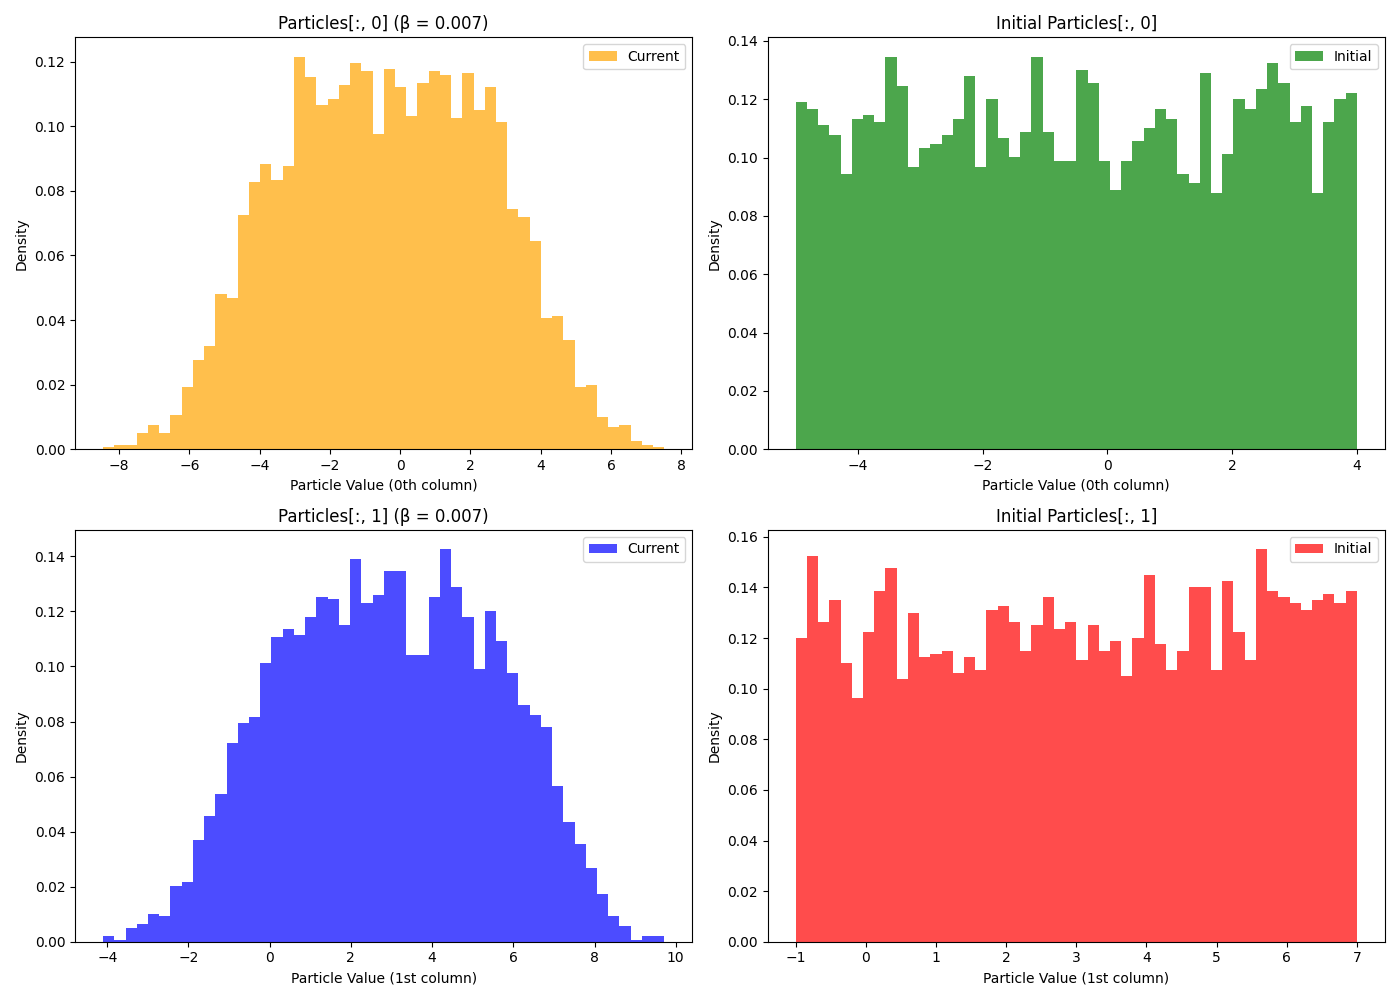 Particles[:, 0] (β = 0.007)
Current
Density
0.12
0.10
0.08
0.06
0.04
0.02
0.00
−8 −6 −4 −2 0 2 4 6 8
Particle Value (0th column)
Initial Particles[:, 0]
Initial
Density
0.14
0.12
0.10
0.08
0.06
0.04
0.02
0.00
−4 −2 0 2 4
Particle Value (0th column)
Particles[:, 1] (β = 0.007)
Current
Density
0.14
0.12
0.10
0.08
0.06
0.04
0.02
0.00
−4 −2 0 2 4 6 8 10
Particle Value (1st column)
Initial Particles[:, 1]
Initial
Density
0.16
0.14
0.12
0.10
0.08
0.06
0.04
0.02
0.00
−1 0 1 2 3 4 5 6 7
Particle Value (1st column)